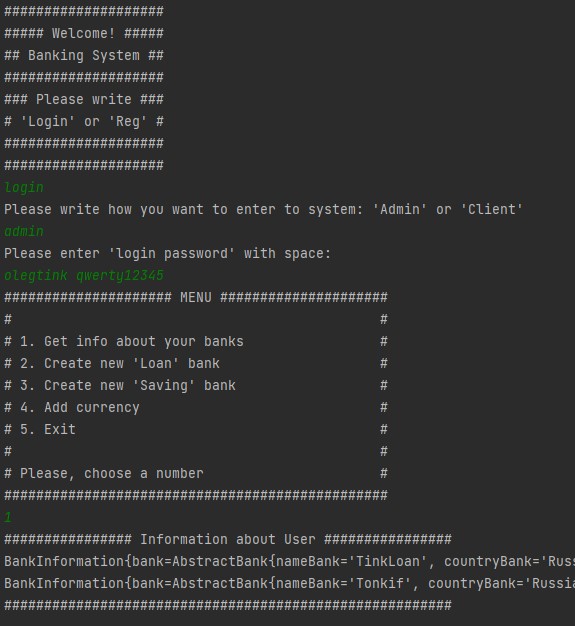 ####################
##### Welcome! #####
## Banking System ##
####################
### Please write ###
# 'Login' or 'Reg' #
####################
####################
login
Please write how you want to enter to system: 'Admin' or 'Client'
admin
Please enter 'login password' with space:
olegtink qwerty12345
##################### MENU #####################
#                                              #
# 1. Get info about your banks                 #
# 2. Create new 'Loan' bank                    #
# 3. Create new 'Saving' bank                  #
# 4. Add currency                              #
# 5. Exit                                      #
#                                              #
# Please, choose a number                      #
################################################
1
################ Information about User ################
BankInformation{bank=AbstractBank{nameBank='TinkLoan', countryBank='Russ
BankInformation{bank=AbstractBank{nameBank='Tonkif', countryBank='Russia
########################################################